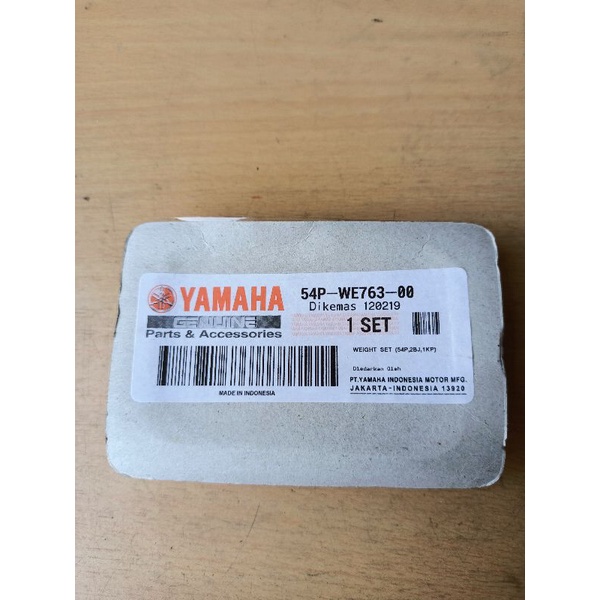 YAMAHA
GENUINE
Parts & Accessories
MADE IN INDONESIA
54P-WE763-00
Dikemas 120219
1 SET
WEIGHT SET (54P,2BJ,1KP)
Diedarkan Oleh
PT.YAMAHA INDONESIA MOTOR MFG.
JAKARTA-INDONESIA 13920